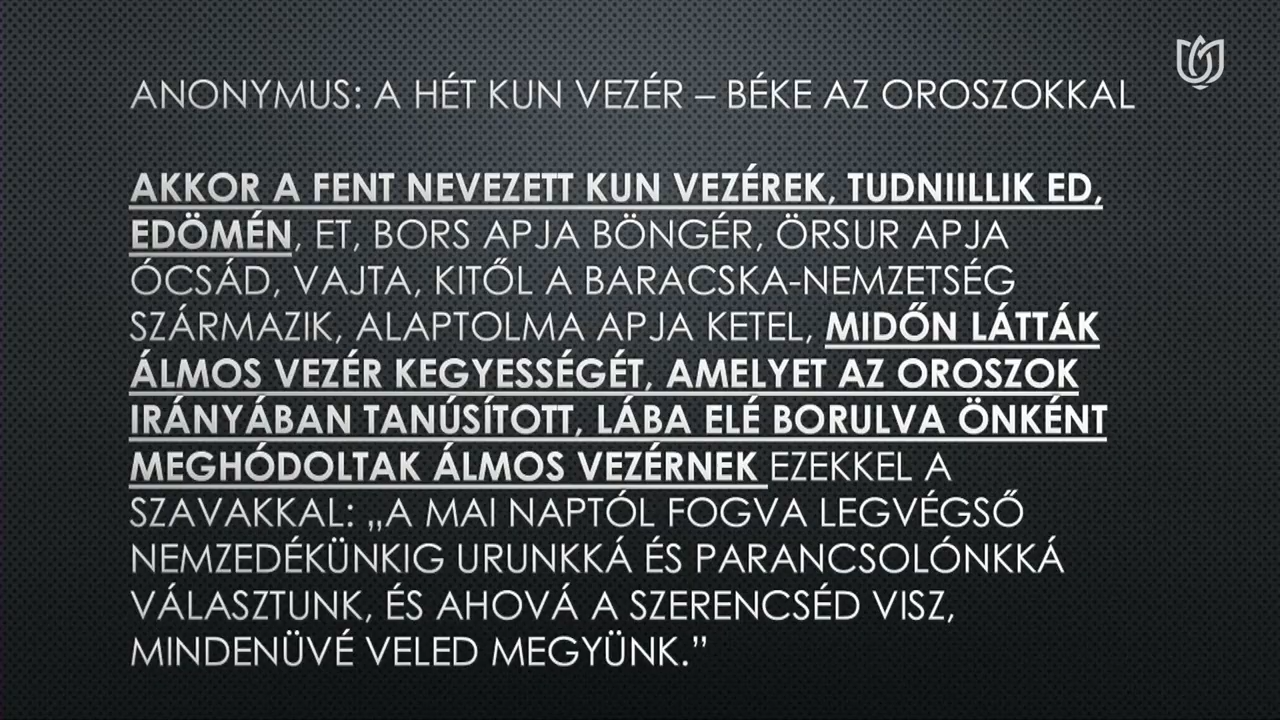 ANONYMUS: A HÉT KUN VEZÉR – BÉKE AZ OROSZOKKAL
AKKOR A FENT NEVEZETT KUN VEZÉREK, TUDNIILLIK ED,
EDÖMÉN, ET, BORS APJA BÖNGÉR, ÖRSUR APJA
ÓCSÁD, VAJTA, KITŐL A BARACSKA-NEMZETSÉG
SZÁRMAZIK, ALAPTOLMA APJA KETEL, MIDŐN LÁTTÁK
ÁLMOS VEZÉR KEGYESSÉGÉT, AMELYET AZ OROSZOK
IRÁNYÁBAN TANÚSÍTOTT, LÁBA ELÉ BORULVA ÖNKÉNT
MEGHÓDOLTAK ÁLMOS VEZÉRNEK EZEKKEL A
SZAVAKKAL: „A MAI NAPTÓL FOGVA LEGVÉGSŐ
NEMZEDÉKÜNKIG URUNKKÁ ÉS PARANCSOLÓNKKÁ
VÁLASZTUNK, ÉS AHOVÁ A SZERENCSÉD VISZ,
MINDENÜVÉ VELED MEGYÜNK.”